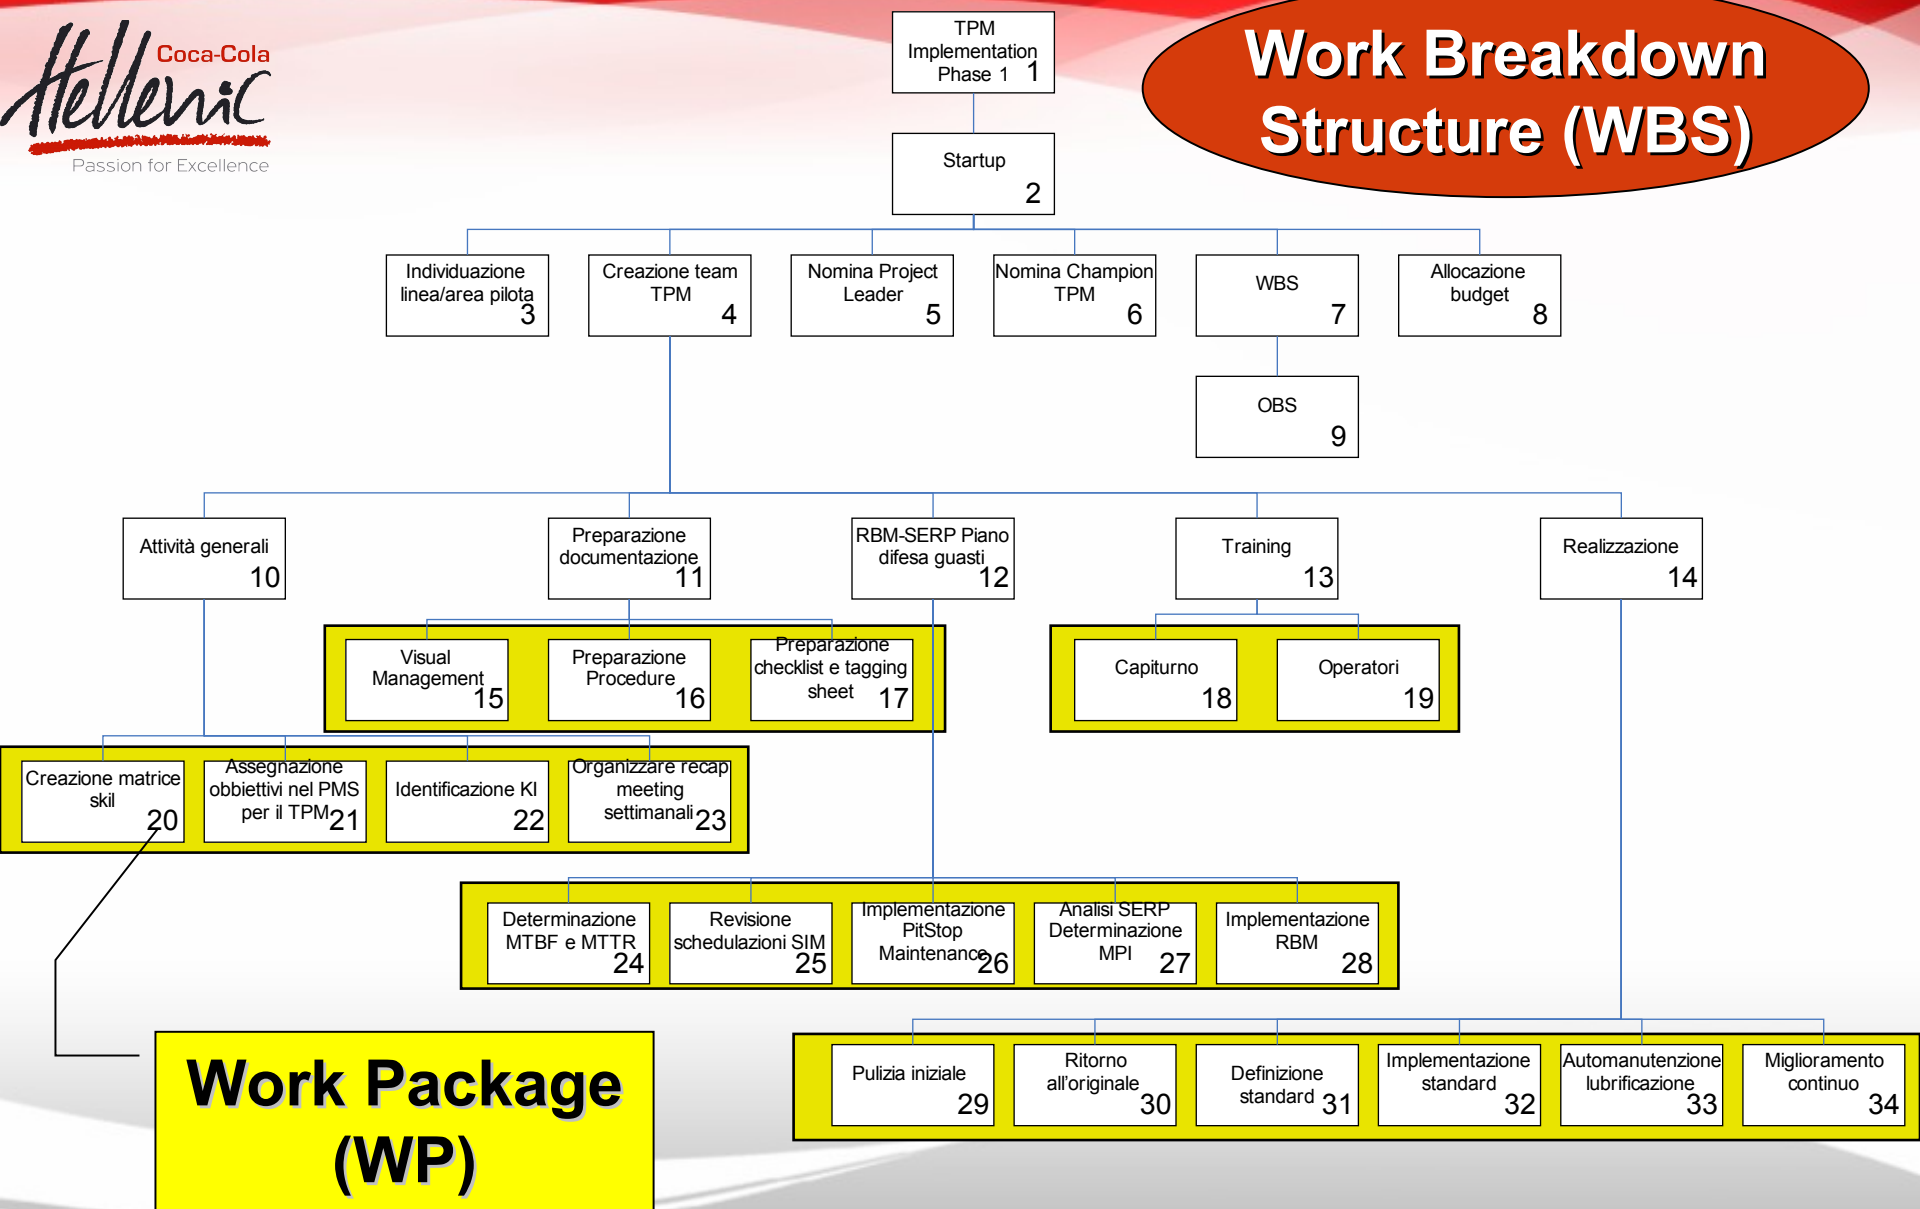 Coca-Cola
Hellenic
Passion for Excellence
Work Breakdown
Structure (WBS)
TPM
Implementation
Phase 1 1
Startup
2
Individuazione
linea/area pilota
3
Creazione team
TPM
4
Nomina Project
Leader
5
Nomina Champion
TPM
6
WBS
7
Allocazione
budget
8
OBS
9
Attività generali
10
Preparazione
documentazione
11
RBM-SERP Piano
difesa guasti
12
Training
13
Realizzazione
14
Visual
Management
15
Preparazione
Procedure
16
Preparazione
checklist e tagging
sheet 17
Capiturno
18
Operatori
19
Creazione matrice
skil
20
Assegnazione
obbiettivi nel PMS
per il TPM 21
Identificazione KI
22
Organizzare recap
meeting
settimanali 23
Determinazione
MTBF e MTTR
24
Revisione
schedulazioni SIM
25
Implementazione
PitStop
Maintenance 26
Analisi SERP
Determinazione
MPI 27
Implementazione
RBM
28
Pulizia iniziale
29
Ritorno
all'originale
30
Definizione
standard 31
Implementazione
standard
32
Automanutenzione
lubrificazione
33
Miglioramento
continuo
34
Work Package
(WP)